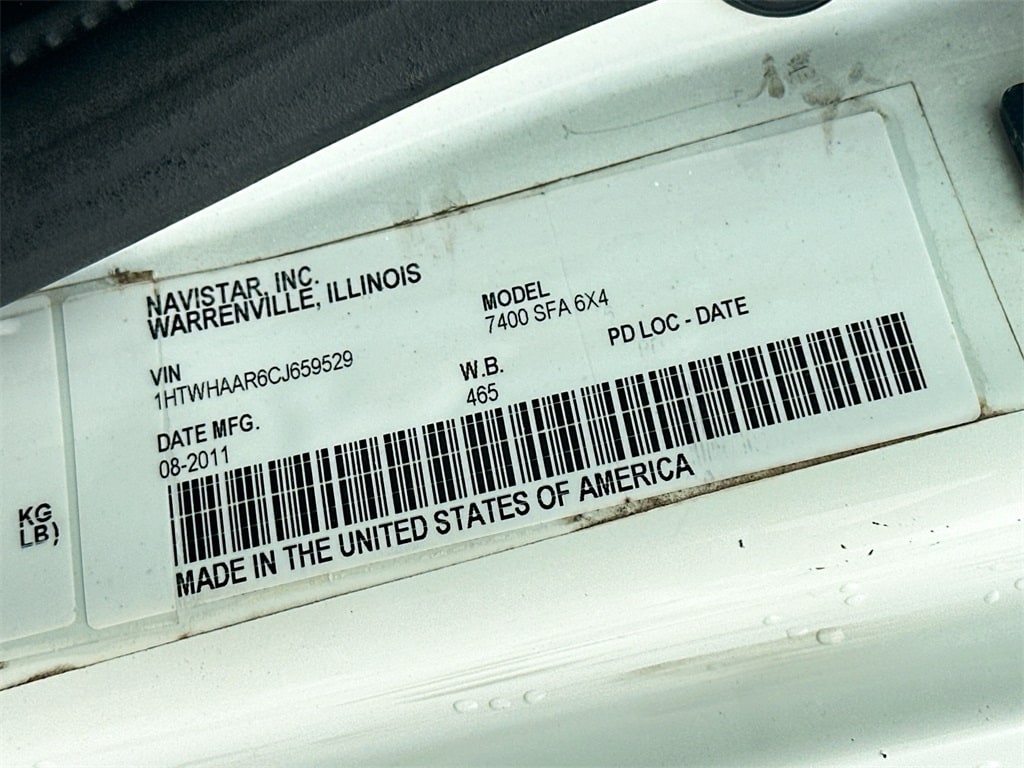 NAVISTAR, INC.
WARRENVILLE, ILLINOIS
MODEL
7400 SFA 6X4
VIN
1HTWHAAR6CJ659529
W.B.
465
PD LOC - DATE
DATE MFG.
08-2011
MADE IN THE UNITED STATES OF AMERICA
KG
LB)